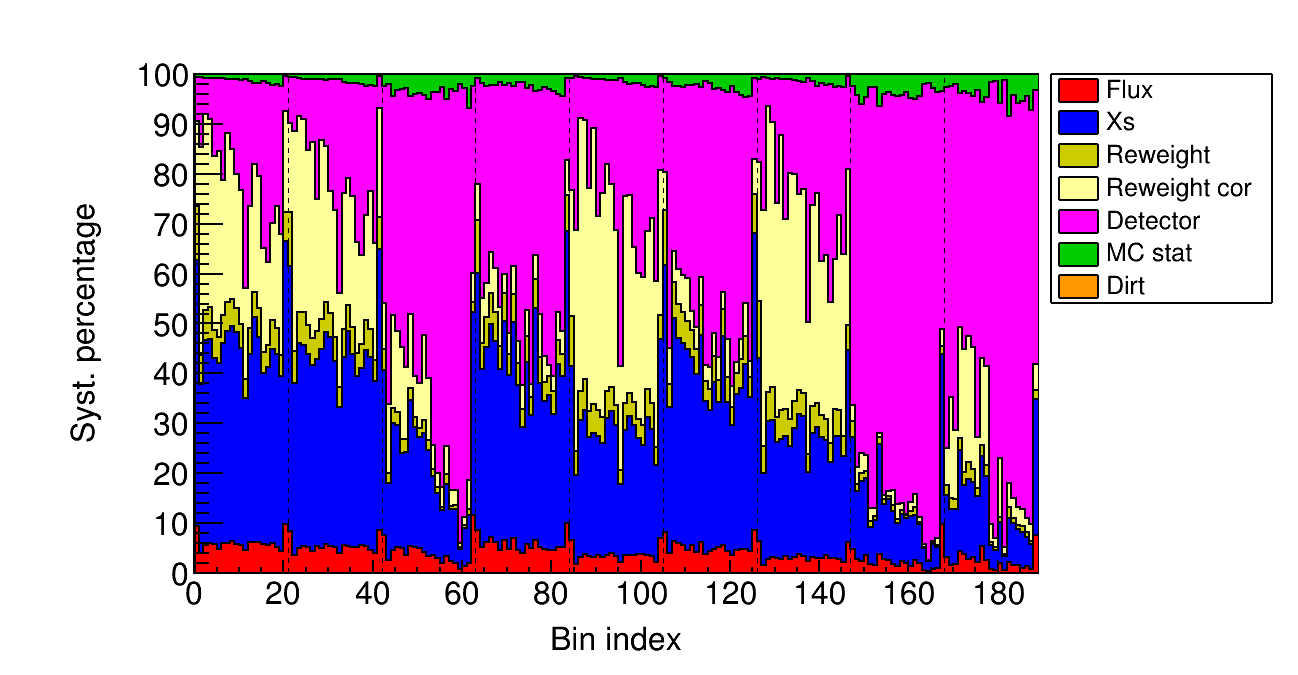 100
90
80
70
60
50
40
30
20
10
0
Syst. percentage
0 20 40 60 80 100 120 140 160 180
Bin index
Flux
Xs
Reweight
Reweight cor
Detector
MC stat
Dirt